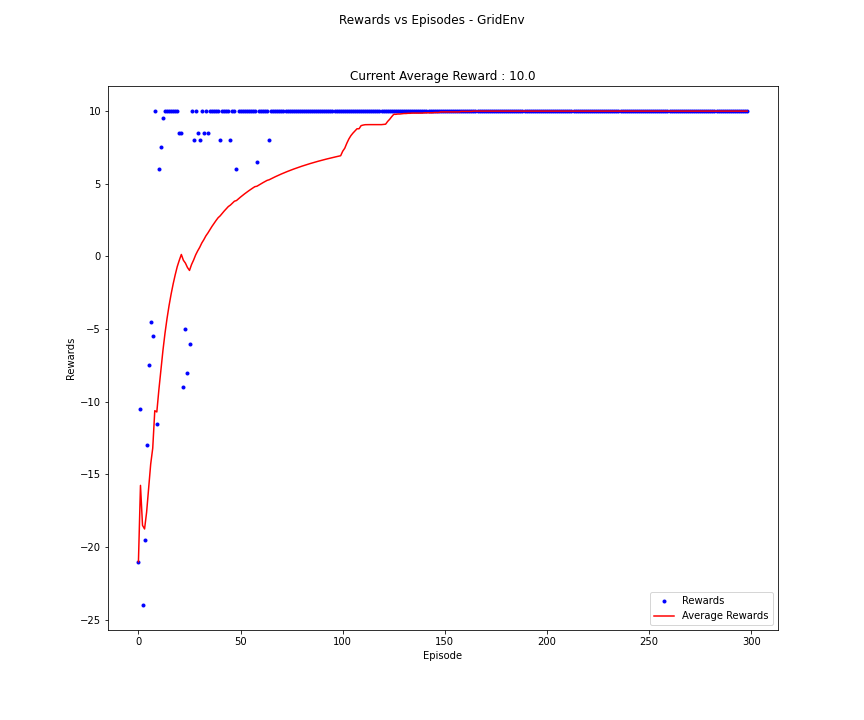 Rewards vs Episodes - GridEnv
Current Average Reward : 10.0
10
5
0
−5
−10
−15
−20
−25
Rewards
0
50
100
150
200
250
300
Episode
Rewards
Average Rewards